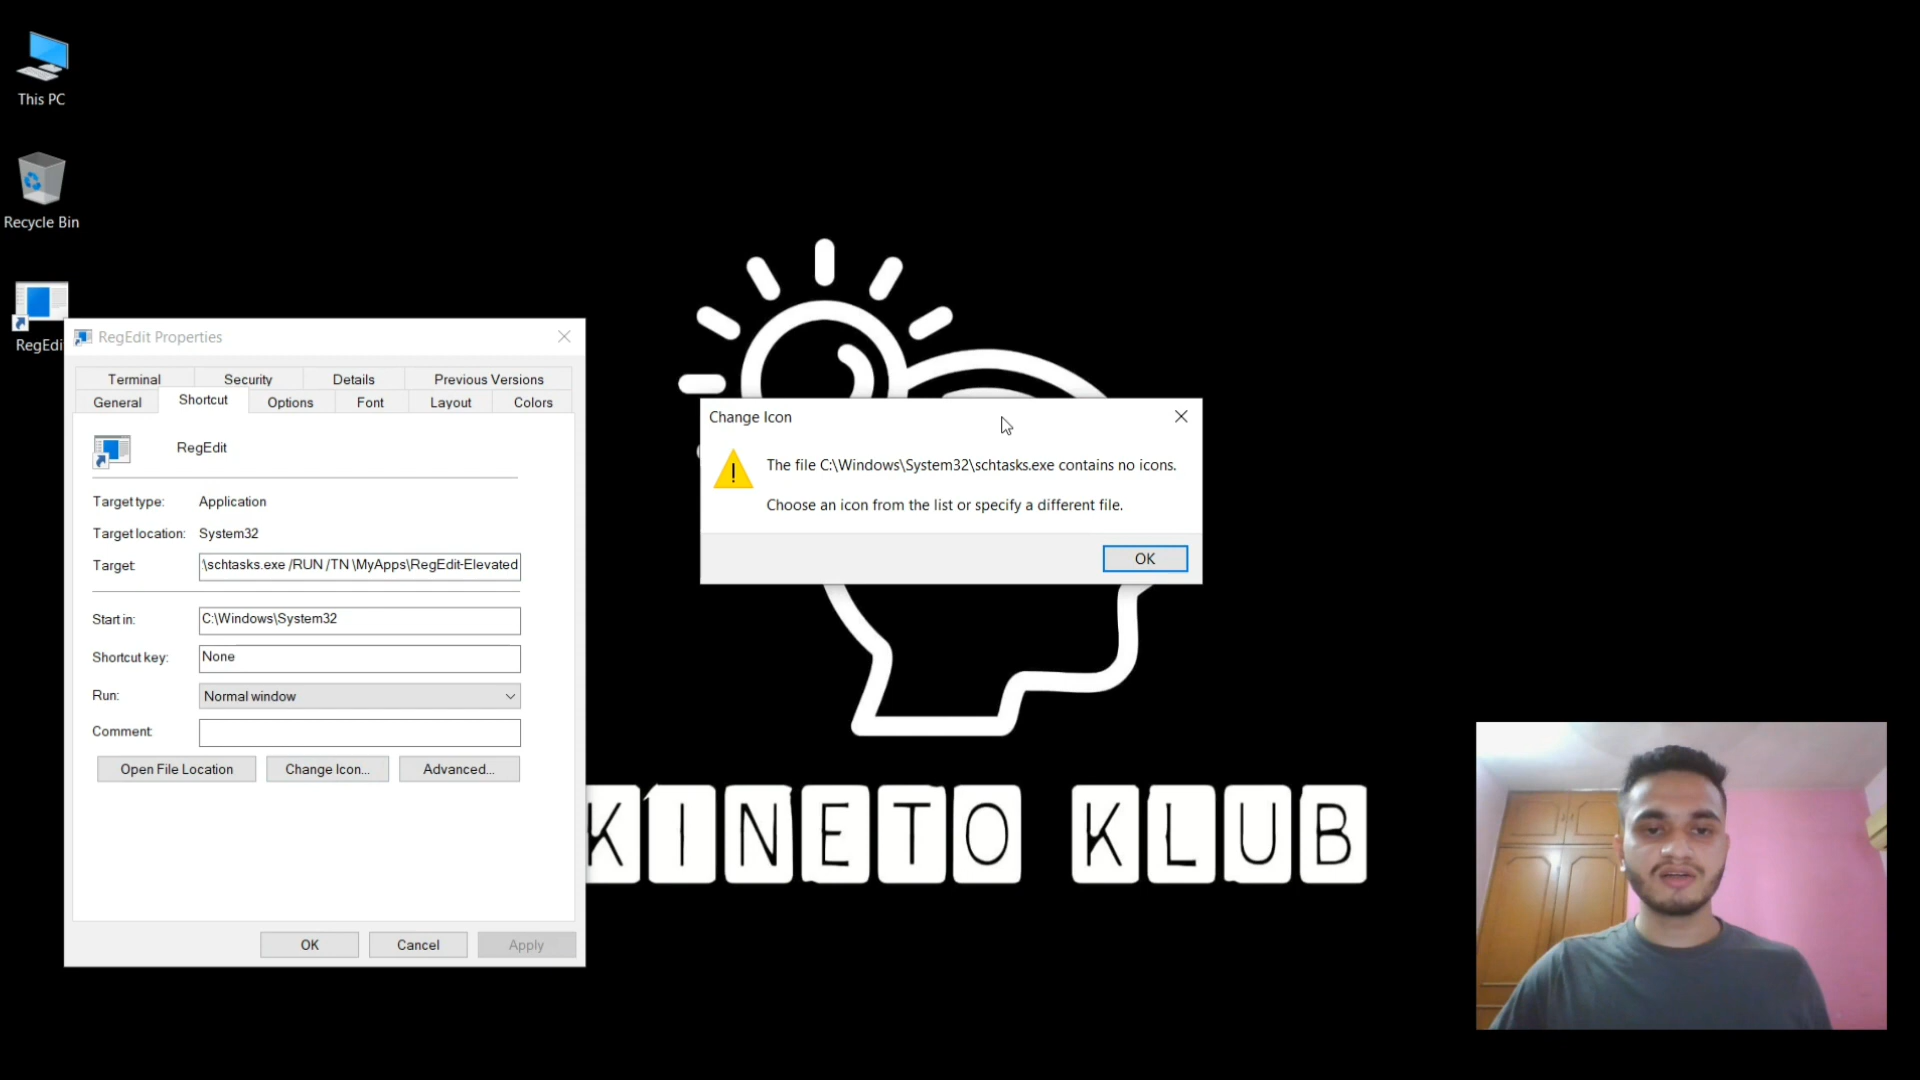 This PC
Recycle Bin
RegEdi
RegEdit Properties
Terminal Security Details Previous Versions
General Shortcut Options Font Layout Colors
RegEdit
Target type: Application
Target location: System32
Target: \schtasks.exe /RUN /TN \MyApps\RegEdit-Elevated
Start in: C:\Windows\System32
Shortcut key: None
Run: Normal window
Comment:
Open File Location Change Icon... Advanced...
OK Cancel Apply
Change Icon
The file C:\Windows\System32\schtasks.exe contains no icons.
Choose an icon from the list or specify a different file.
OK
KINETO KLUB